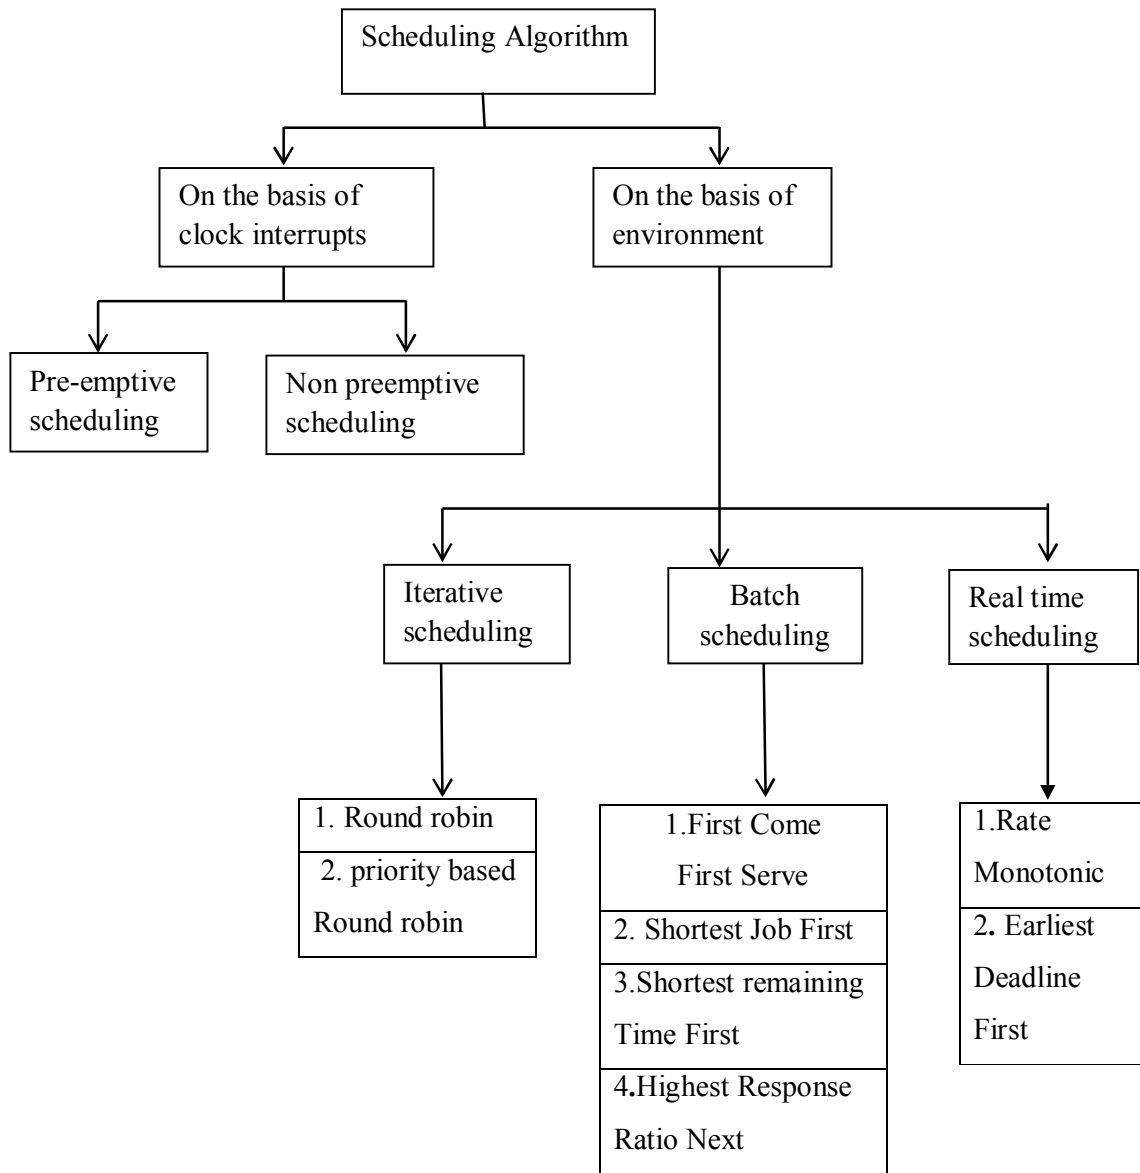 Scheduling Algorithm
On the basis of
clock interrupts
On the basis of
environment
Pre-emptive
scheduling
Non preemptive
scheduling
Iterative
scheduling
Batch
scheduling
Real time
scheduling
1. Round robin
2. priority based
Round robin
1.First Come
First Serve
2. Shortest Job First
3.Shortest remaining
Time First
4.Highest Response
Ratio Next
1.Rate
Monotonic
2. Earliest
Deadline
First